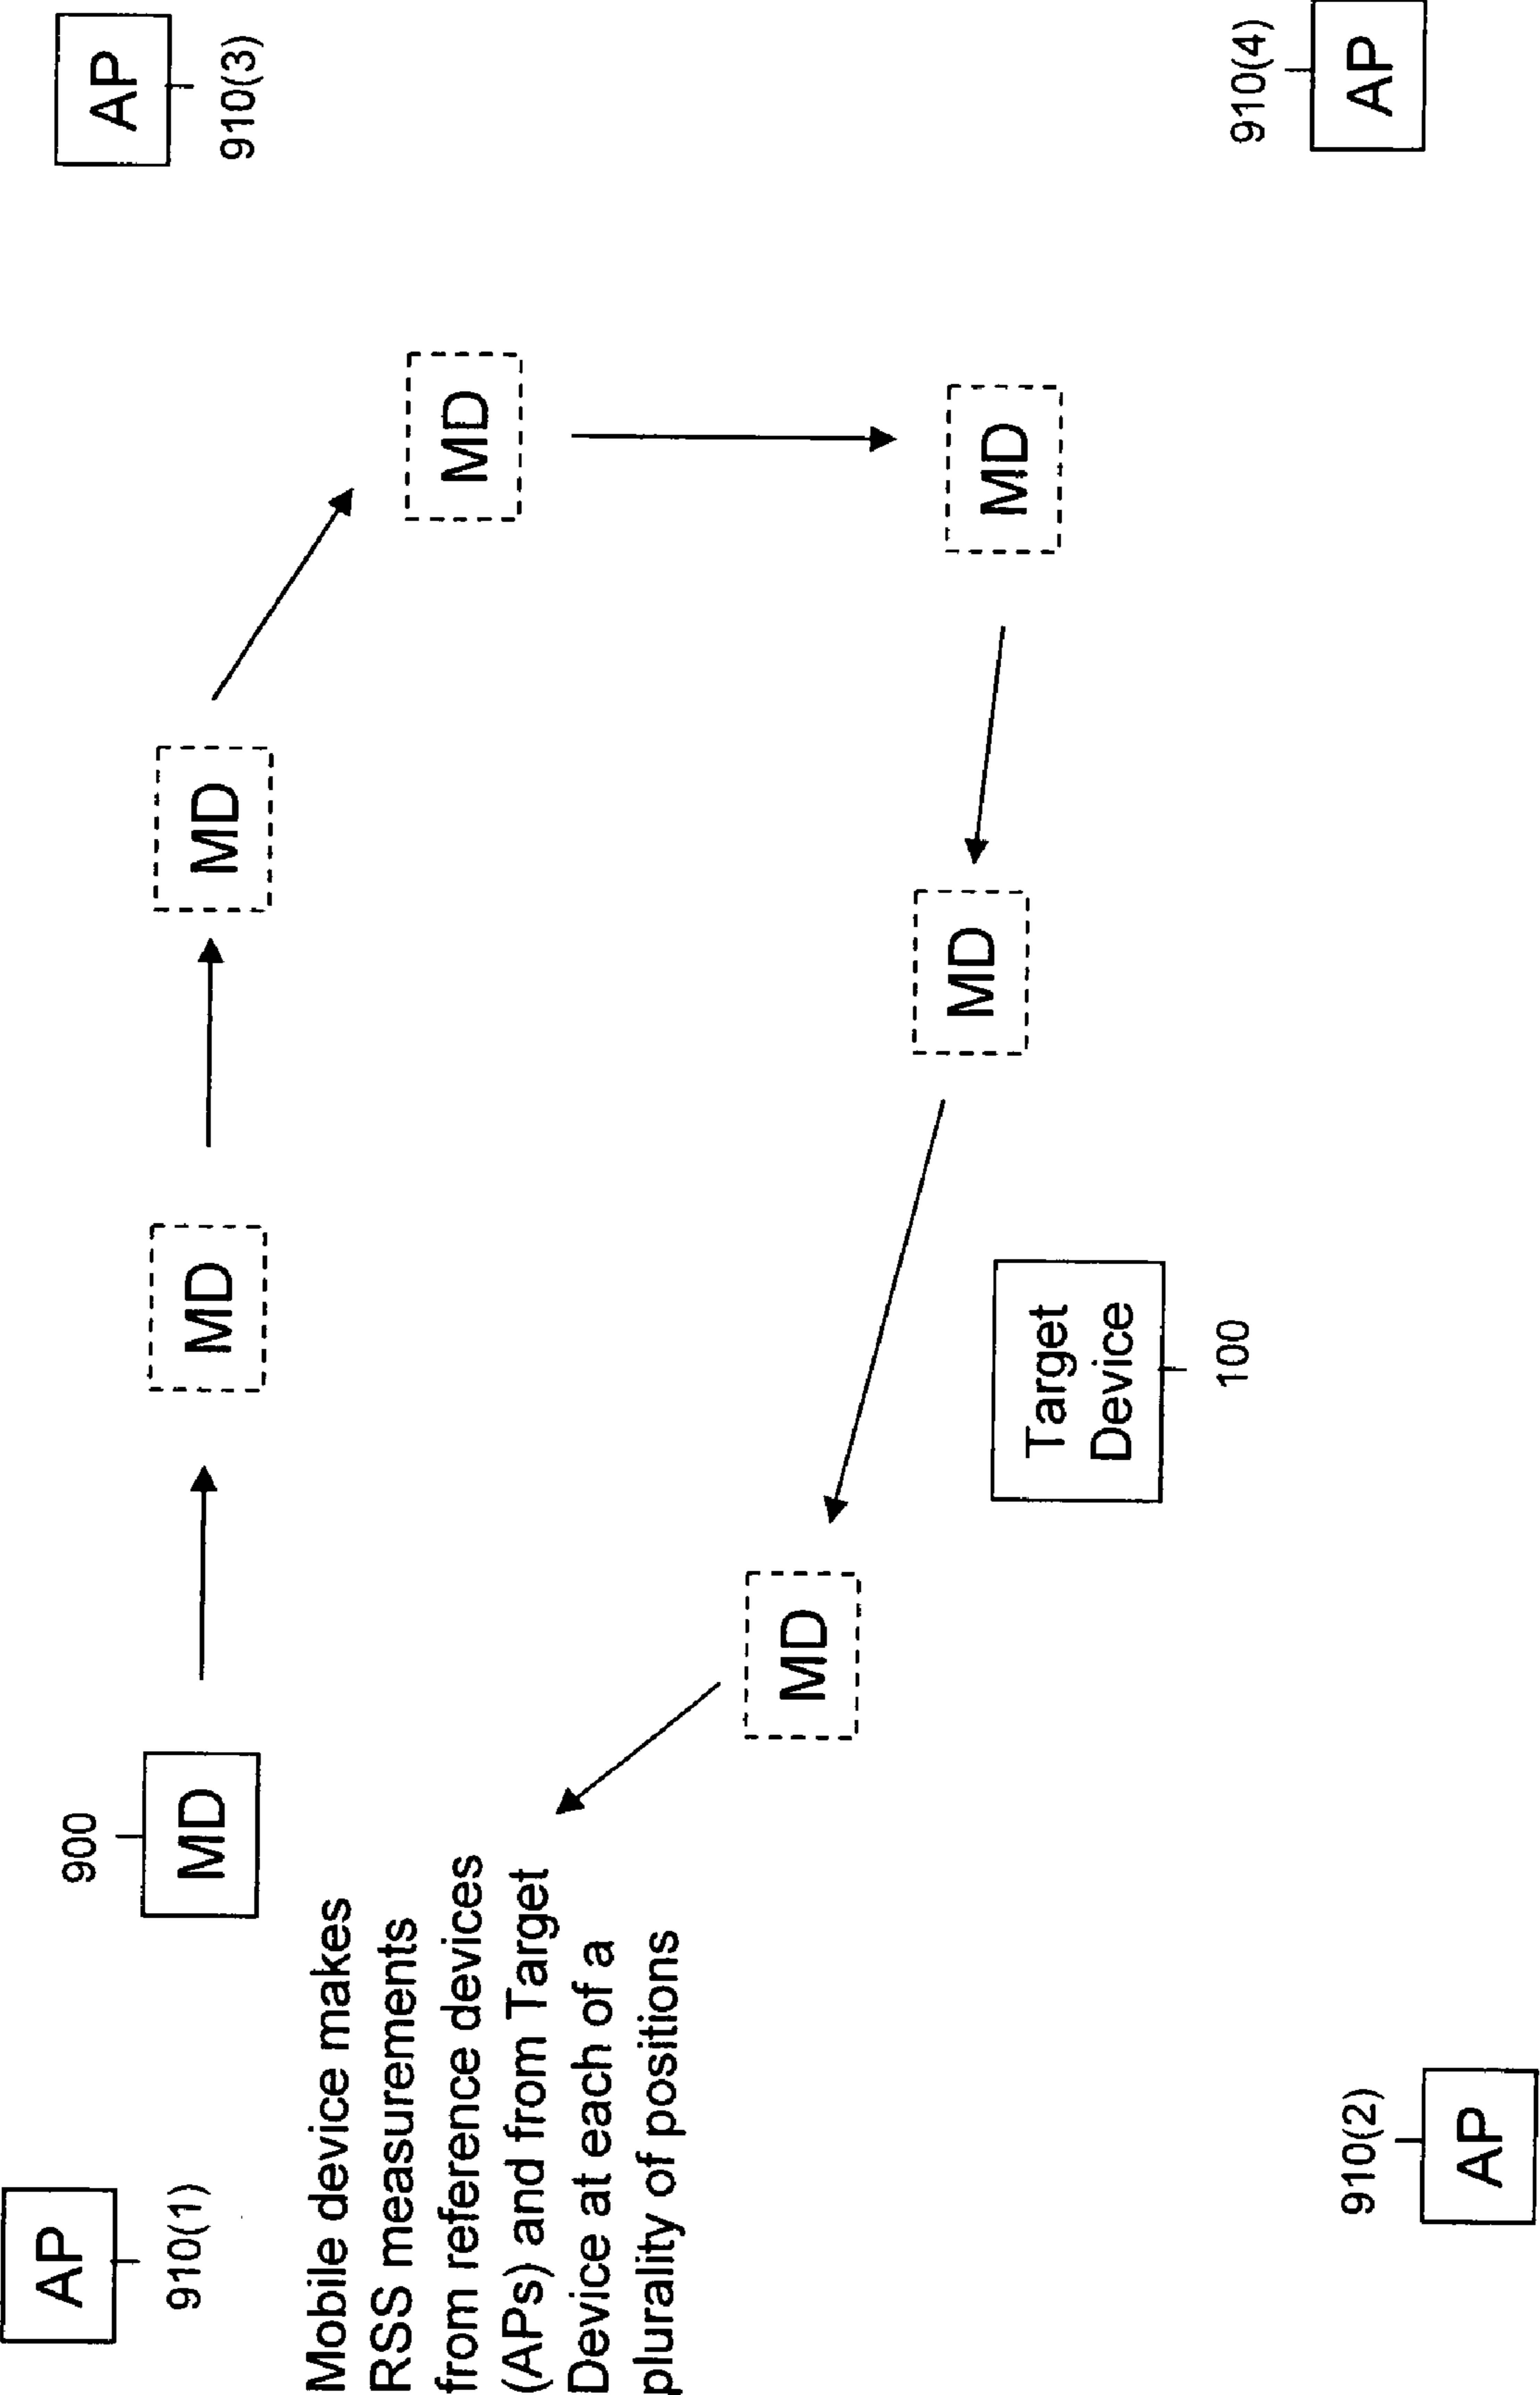 AP
910(1)
900
MD
MD
MD
AP
910(3)
Mobile device makes
RSS measurements
from reference devices
(APs) and from Target
Device at each of a
plurality of positions
MD
MD
MD
MD
Target
Device
100
910(2)
AP
910(4)
AP